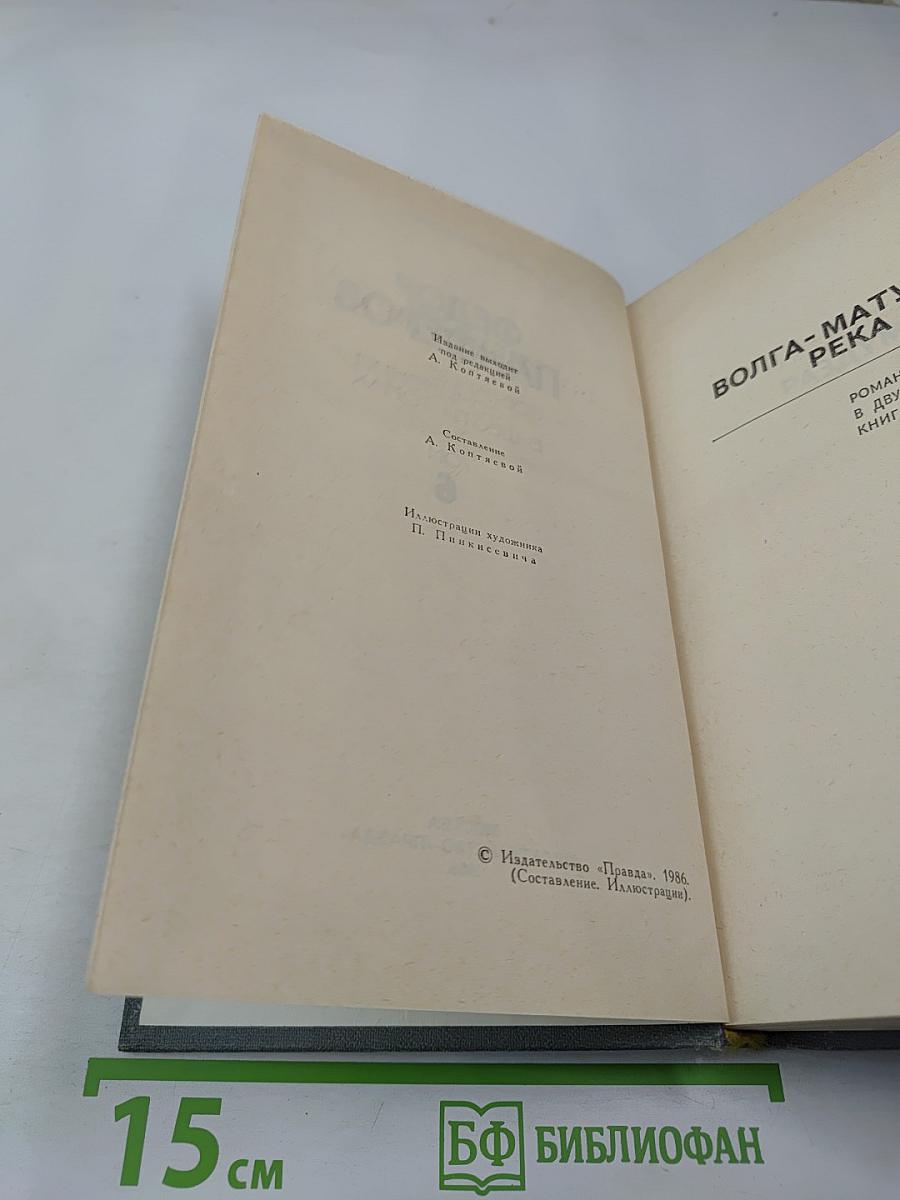 Издание выходит
под редакцией
А. Коптяевой
Составление
А. Коптяевой
Иллюстрации художника
П. Пинкисевича
© Издательство «Правда». 1986.
(Составление. Иллюстрации).
ВОЛГА-МАТУ
РЕКА
РОМАН
В ДВУ
КНИГ
15 см
БФ БИБЛИОФАН